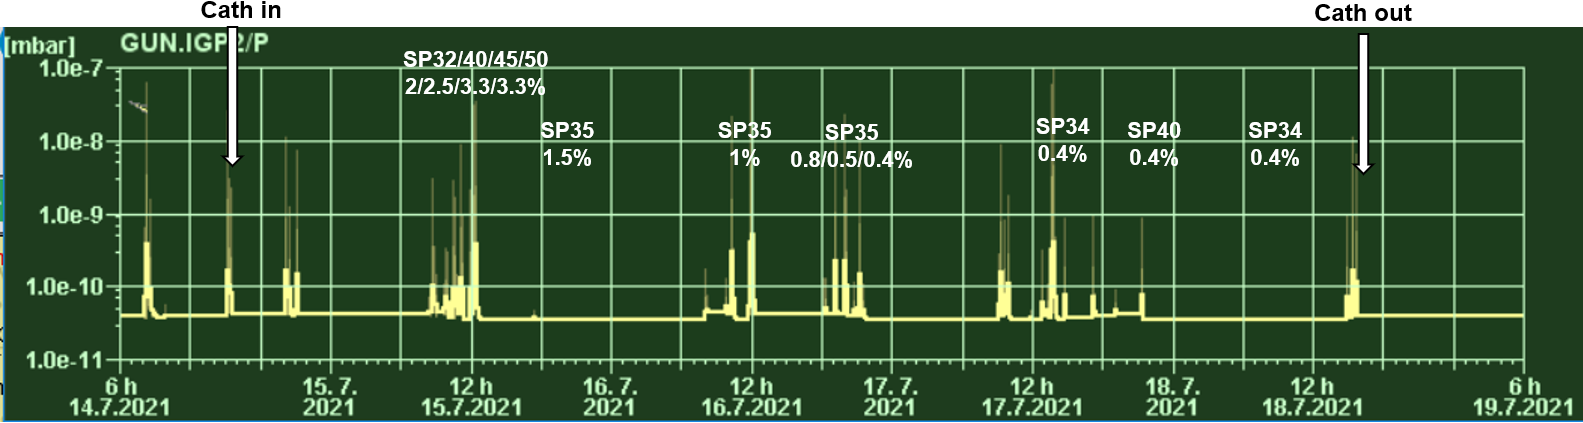 Cath in
Cath out
[mbar]
GUN.IGP2/P
1.0e-7
1.0e-8
1.0e-9
1.0e-10
1.0e-11
SP32/40/45/50
2/2.5/3.3/3.3%
SP35
1.5%
SP35
1%
SP35
0.8/0.5/0.4%
SP34
0.4%
SP40
0.4%
SP34
0.4%
6 h
14.7.2021
15. 7.
2021
12 h
15.7.2021
16. 7.
2021
12 h
16.7.2021
17. 7.
2021
12 h
17.7.2021
18. 7.
2021
12 h
18.7.2021
6 h
19.7.2021